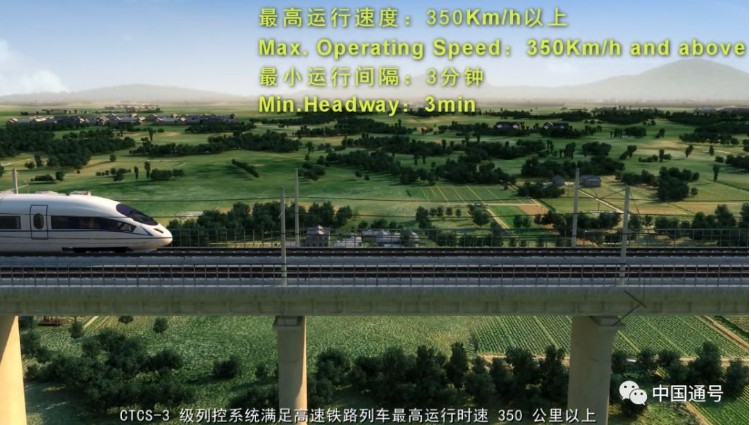 最高运行速度：350Km/h以上
Max. Operating Speed：350Km/h and above
最小运行间隔：3分钟
Min.Headway：3min
中国通号
CTCS-3 级列控系统满足高速铁路列车最高运行时速 350 公里以上